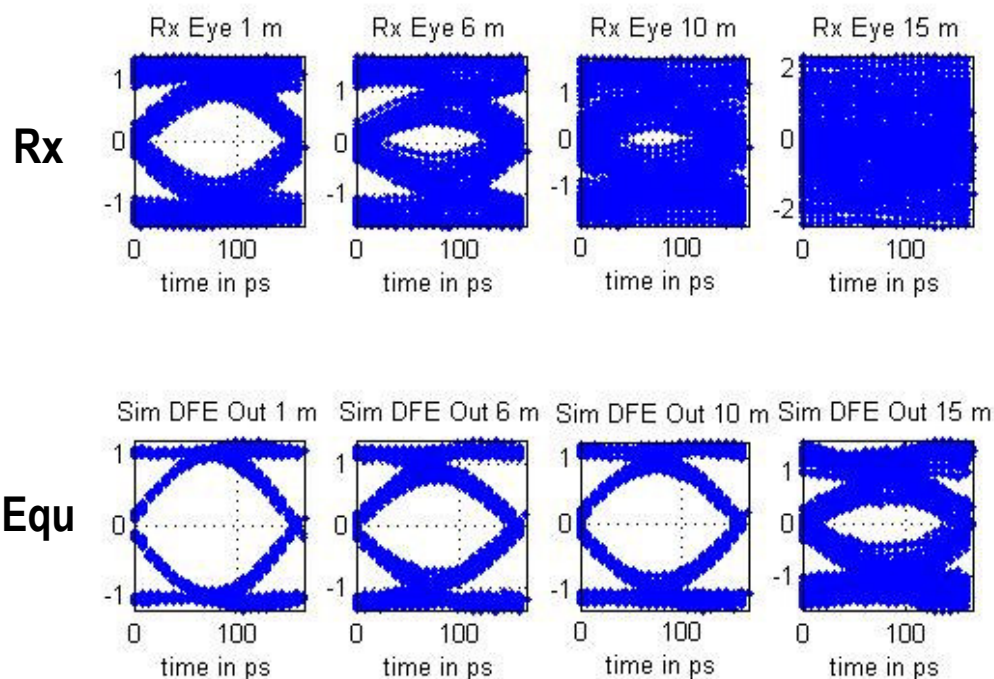 Rx Eye 1 m
Rx Eye 6 m
Rx Eye 10 m
Rx Eye 15 m
Rx
1
0
-1
1
0
-1
1
0
-1
2
0
-2
0 100
0 100
0 100
0 100
time in ps
time in ps
time in ps
time in ps
Sim DFE Out 1 m
Sim DFE Out 6 m
Sim DFE Out 10 m
Sim DFE Out 15 m
Equ
1
0
-1
1
0
-1
1
0
-1
1
0
-1
0 100
0 100
0 100
0 100
time in ps
time in ps
time in ps
time in ps